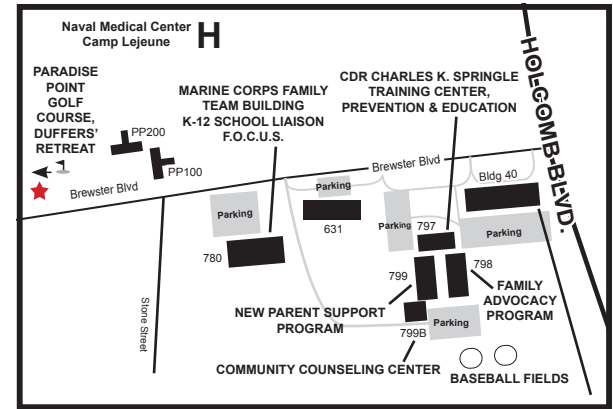 Naval Medical Center
Camp Lejeune
H
PARADISE
POINT
GOLF
COURSE,
DUFFERS'
RETREAT
PP200
PP100
MARINE CORPS FAMILY
TEAM BUILDING
K-12 SCHOOL LIAISON
F.O.C.U.S.
CDR CHARLES K. SPRINGLE
TRAINING CENTER,
PREVENTION & EDUCATION
HOLCOMB BLVD.
Brewster Blvd
Brewster Blvd
Bldg 40
Parking
Parking
Parking
Parking
631
797
780
799
798
NEW PARENT SUPPORT
PROGRAM
FAMILY
ADVOCACY
PROGRAM
Parking
799B
Stone Street
COMMUNITY COUNSELING CENTER
BASEBALL FIELDS